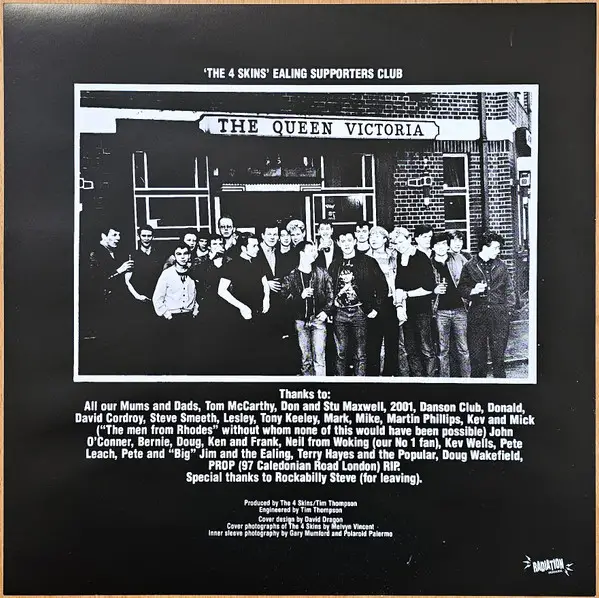 'THE 4 SKINS' EALING SUPPORTERS CLUB
THE QUEEN VICTORIA
Thanks to:
All our Mums and Dads, Tom McCarthy, Don and Stu Maxwell, 2001, Danson Club, Donald,
David Cordroy, Steve Smeeth, Lesley, Tony Keeley, Mark, Mike, Martin Phillips, Kev and Mick
("The men from Rhodes" without whom none of this would have been possible) John
O'Conner, Bernie, Doug, Ken and Frank, Neil from Woking (our No 1 fan), Kev Wells, Pete
Leach, Pete and "Big" Jim and the Ealing, Terry Hayes and the Popular, Doug Wakefield,
PROP (97 Caledonian Road London) RIP.
Special thanks to Rockabilly Steve (for leaving).
Produced by The 4 Skins/Tim Thompson
Engineered by Tim Thompson
Cover design by David Dragon
Cover photographs of The 4 Skins by Melvyn Vincent
Inner sleeve photography by Gary Mumford and Polaroid Palermo
RADIATION